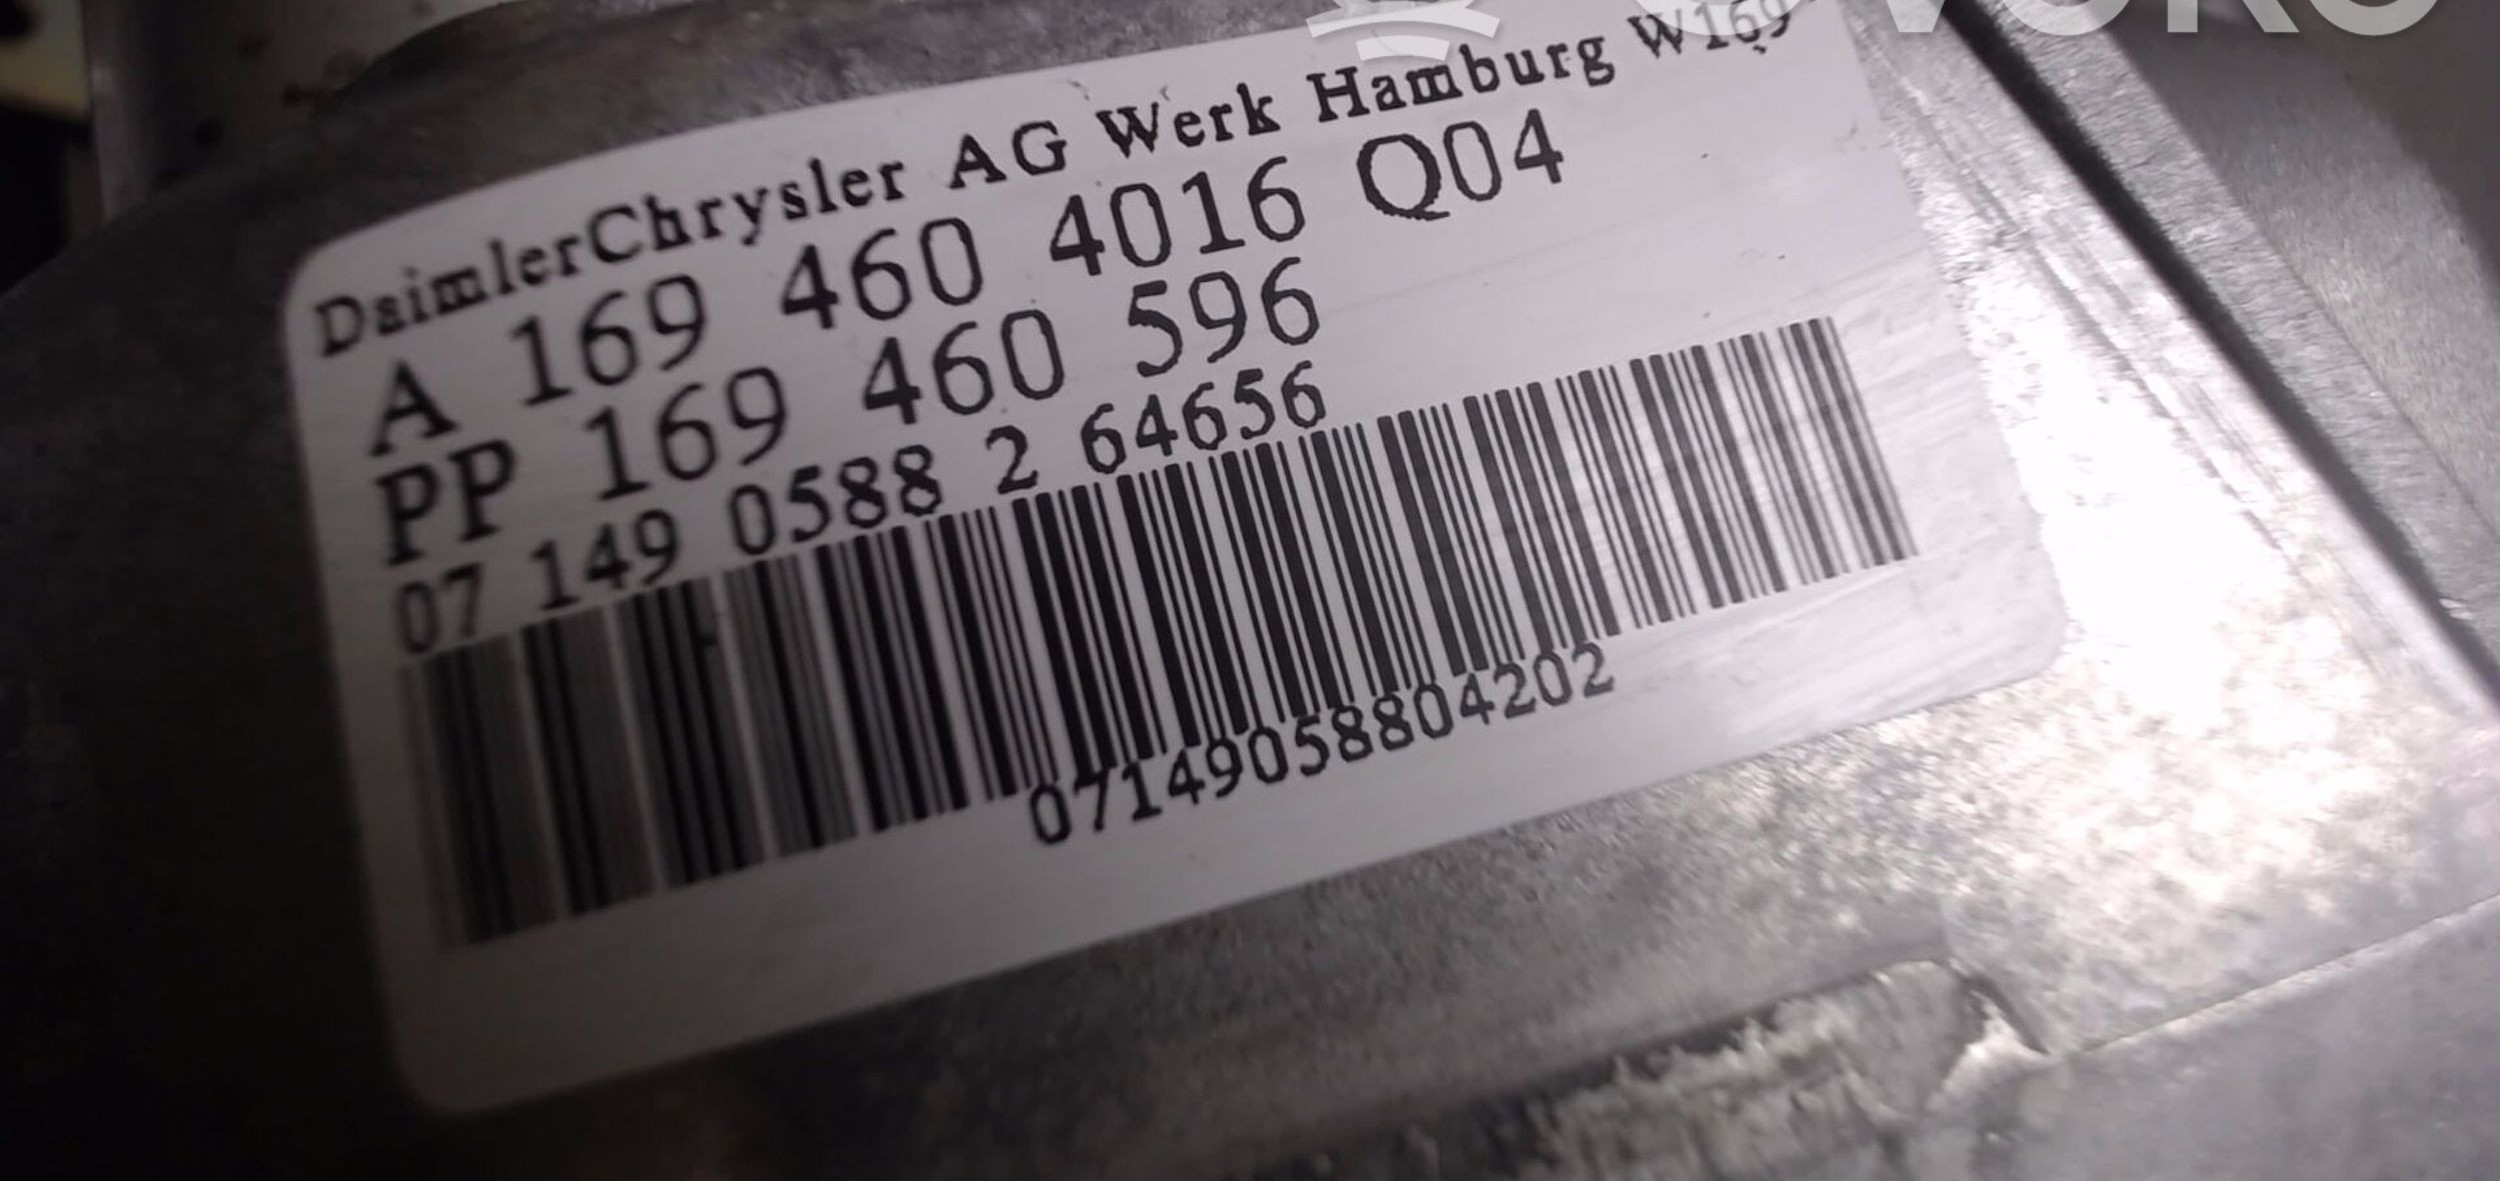 DaimlerChrysler AG Werk Hamburg W169
A 169 460 4016 Q04
PP 169 460 596
07 149 0588 2 64656
07149058804202